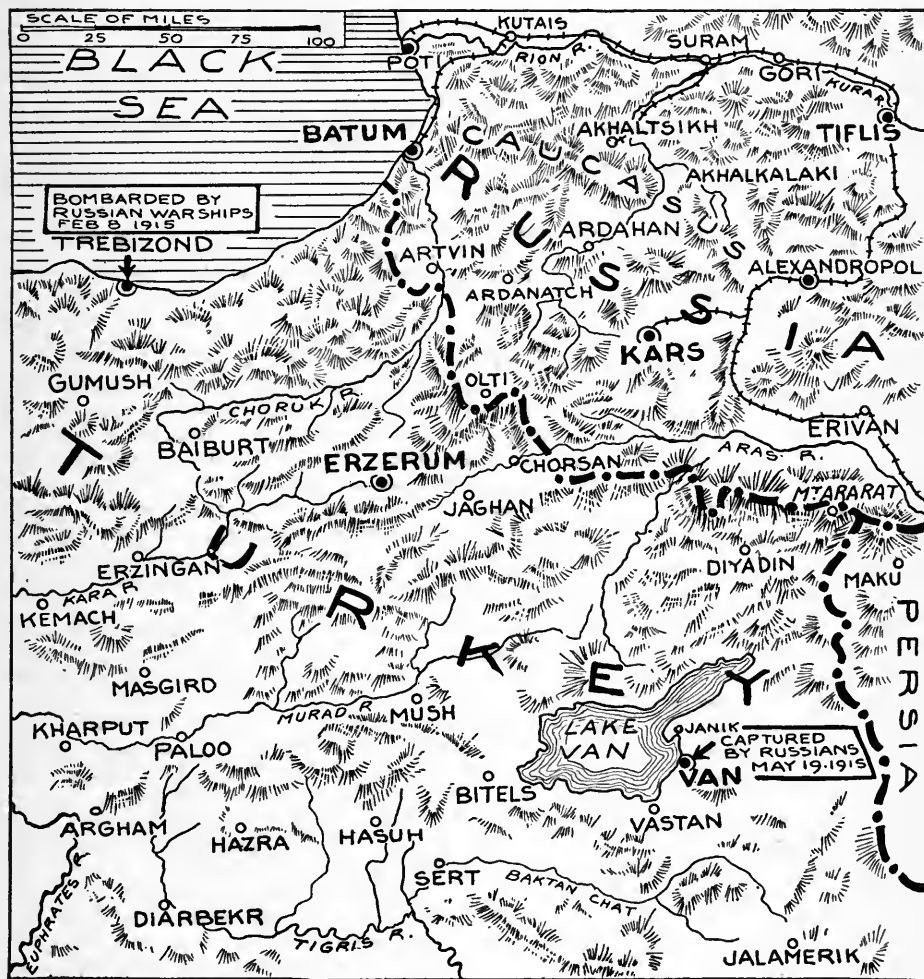 SCALE OF MILES
0 25 50 75 100
BLACK
SEA
KUTAIS
POTI
RION R.
SURAM
GORI
KURA R.
TIFLIS
BATUM
CAUCASUS
AKHALTSIKH
AKHALKALAKI
RUSSIA
BOMBARDED BY
RUSSIAN WARSHIPS
FEB 8 1915
TREBIZOND
ARTVIN
ARDAHAN
ARDANATCH
ALEXANDROPOL
KARS
GUMUSH
OLTI
CHORUK R.
BAIBURT
ERIVAN
ERZERUM
CHORSAN
ARAS R.
TURKEY
JAGHAN
MT ARARAT
ERZINGAN
DIYADIN
MAKU
KARA R.
KEMACH
PERSIA
MASGIRD
MURAD R.
MUSH
KHARPUT
PALOO
LAKE
VAN
JANIK
CAPTURED
BY RUSSIANS
MAY 19.1915
VAN
BITELS
VASTAN
ARGHAM
HAZRA
HASUH
SERT
BAKTAN
CHAT
EUPHRATES R.
DIARBEKR
TIGRIS R.
JALAMERIK